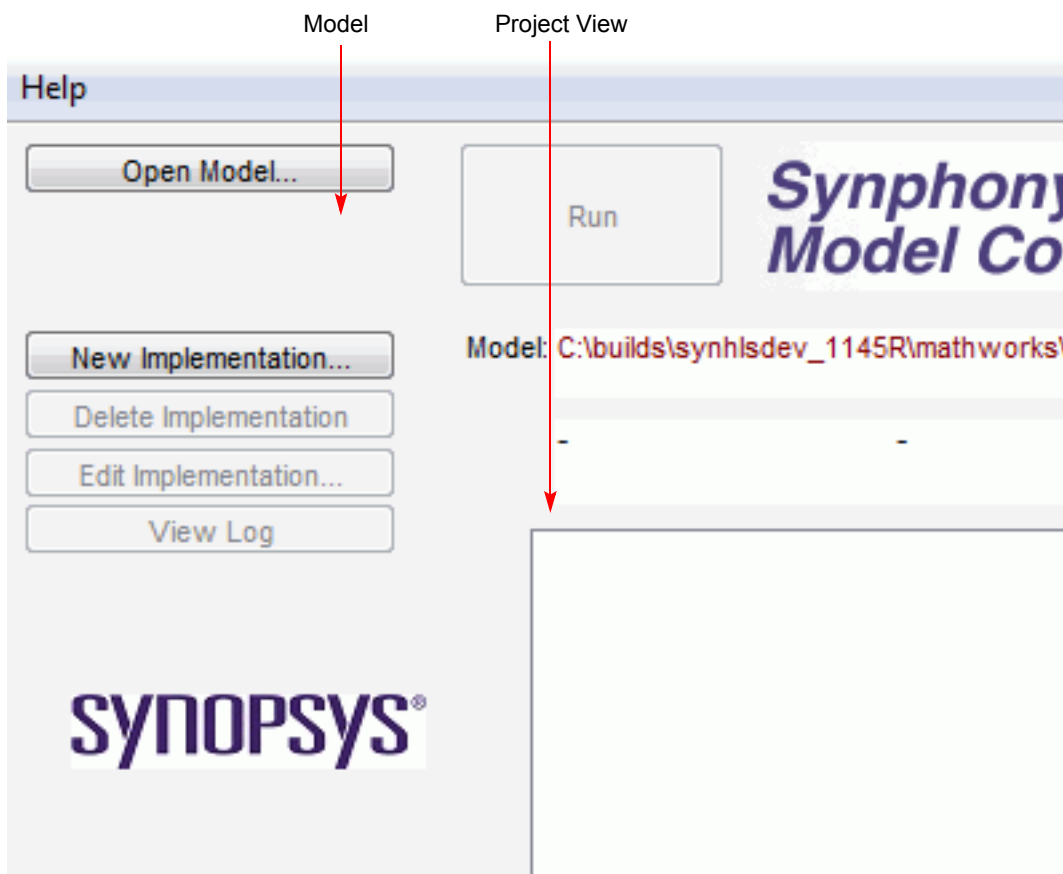 Model
Project View
Help
Open Model...
Run
Synphony
Model Co
New Implementation...
Model: C:\builds\synhlsdev_1145R\mathworks\
Delete Implementation
- -
Edit Implementation...
View Log
SYNOPSYS®